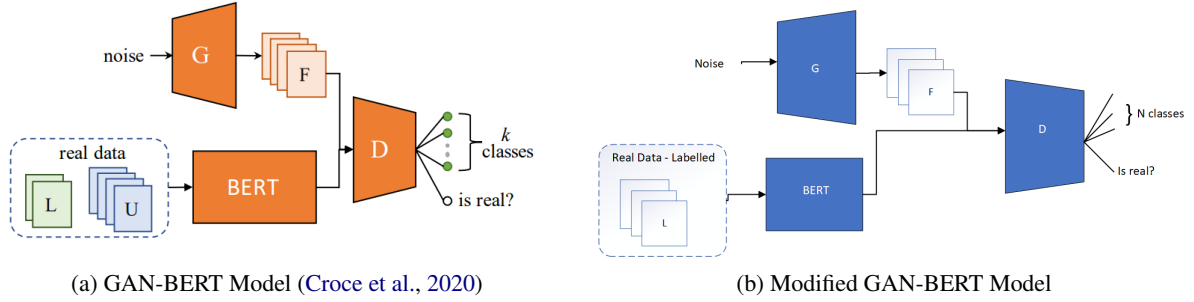 noise
G
F
real data
L
U
BERT
D
k
classes
is real?
(a) GAN-BERT Model (Croce et al., 2020)
Noise
G
F
Real Data - Labelled
L
BERT
D
N classes
Is real?
(b) Modified GAN-BERT Model